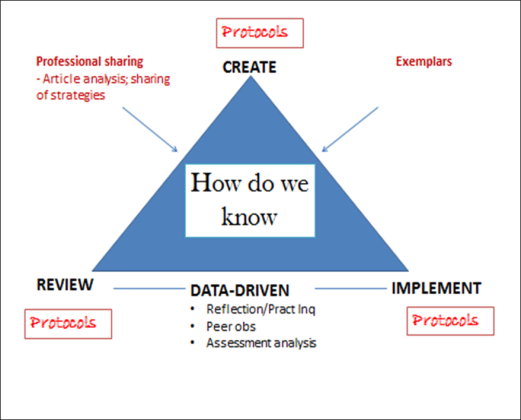 Protocols
CREATE
Professional sharing
- Article analysis; sharing
of strategies
Exemplars
How do we
know
REVIEW
DATA-DRIVEN
IMPLEMENT
• Reflection/Pract Inq
• Peer obs
• Assessment analysis
Protocols
Protocols